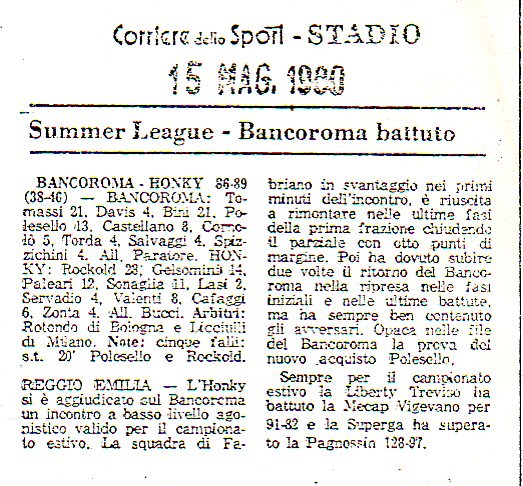 Corriere dello Sport - STADIO
15 MAG. 1980
Summer League - Bancoroma battuto
BANCOROMA - HONKY 86-89
(38-46) — BANCOROMA: To-
massi 21, Davis 4, Bini 21, Po-
lesello 13, Castellano 8, Corno-
lò 5, Torda 4, Salvaggi 4, Spiz-
zichini 4. All. Paratore. HON-
KY: Rockold 23, Gelsomini 14,
Paleari 12, Sonaglia 11, Lasi 2,
Servadio 4, Valenti 8, Cafaggi
6, Zonta 4. All. Bucci. Arbitri:
Rotondo di Bologna e Licciulli
di Milano. Note: cinque falli:
s.t. 20' Polesello e Rockold.
REGGIO EMILIA — L'Honky
si è aggiudicato sul Bancoroma
un incontro a basso livello ago-
nistico valido per il campiona-
to estivo. La squadra di Fa-
briano in svantaggio nei primi
minuti dell'incontro, è riuscita
a rimontare nelle ultime fasi
della prima frazione chiudendo
il parziale con otto punti di
margine. Poi ha dovuto subire
due volte il ritorno del Banco-
roma nella ripresa nelle fasi
iniziali e nelle ultime battute,
ma ha sempre ben contenuto
gli avversari. Opaca nelle file
del Bancoroma la prova del
nuovo acquisto Polesello.
Sempre per il campionato
estivo la Liberty Treviso ha
battuto la Mecap Vigevano per
91-82 e la Superga ha supera-
to la Pagnossin 128-97.